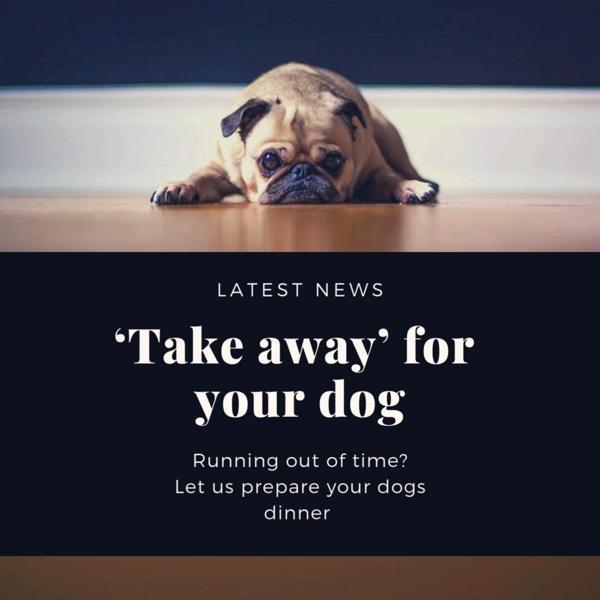 LATEST NEWS
‘Take away’ for
your dog
Running out of time?
Let us prepare your dogs
dinner